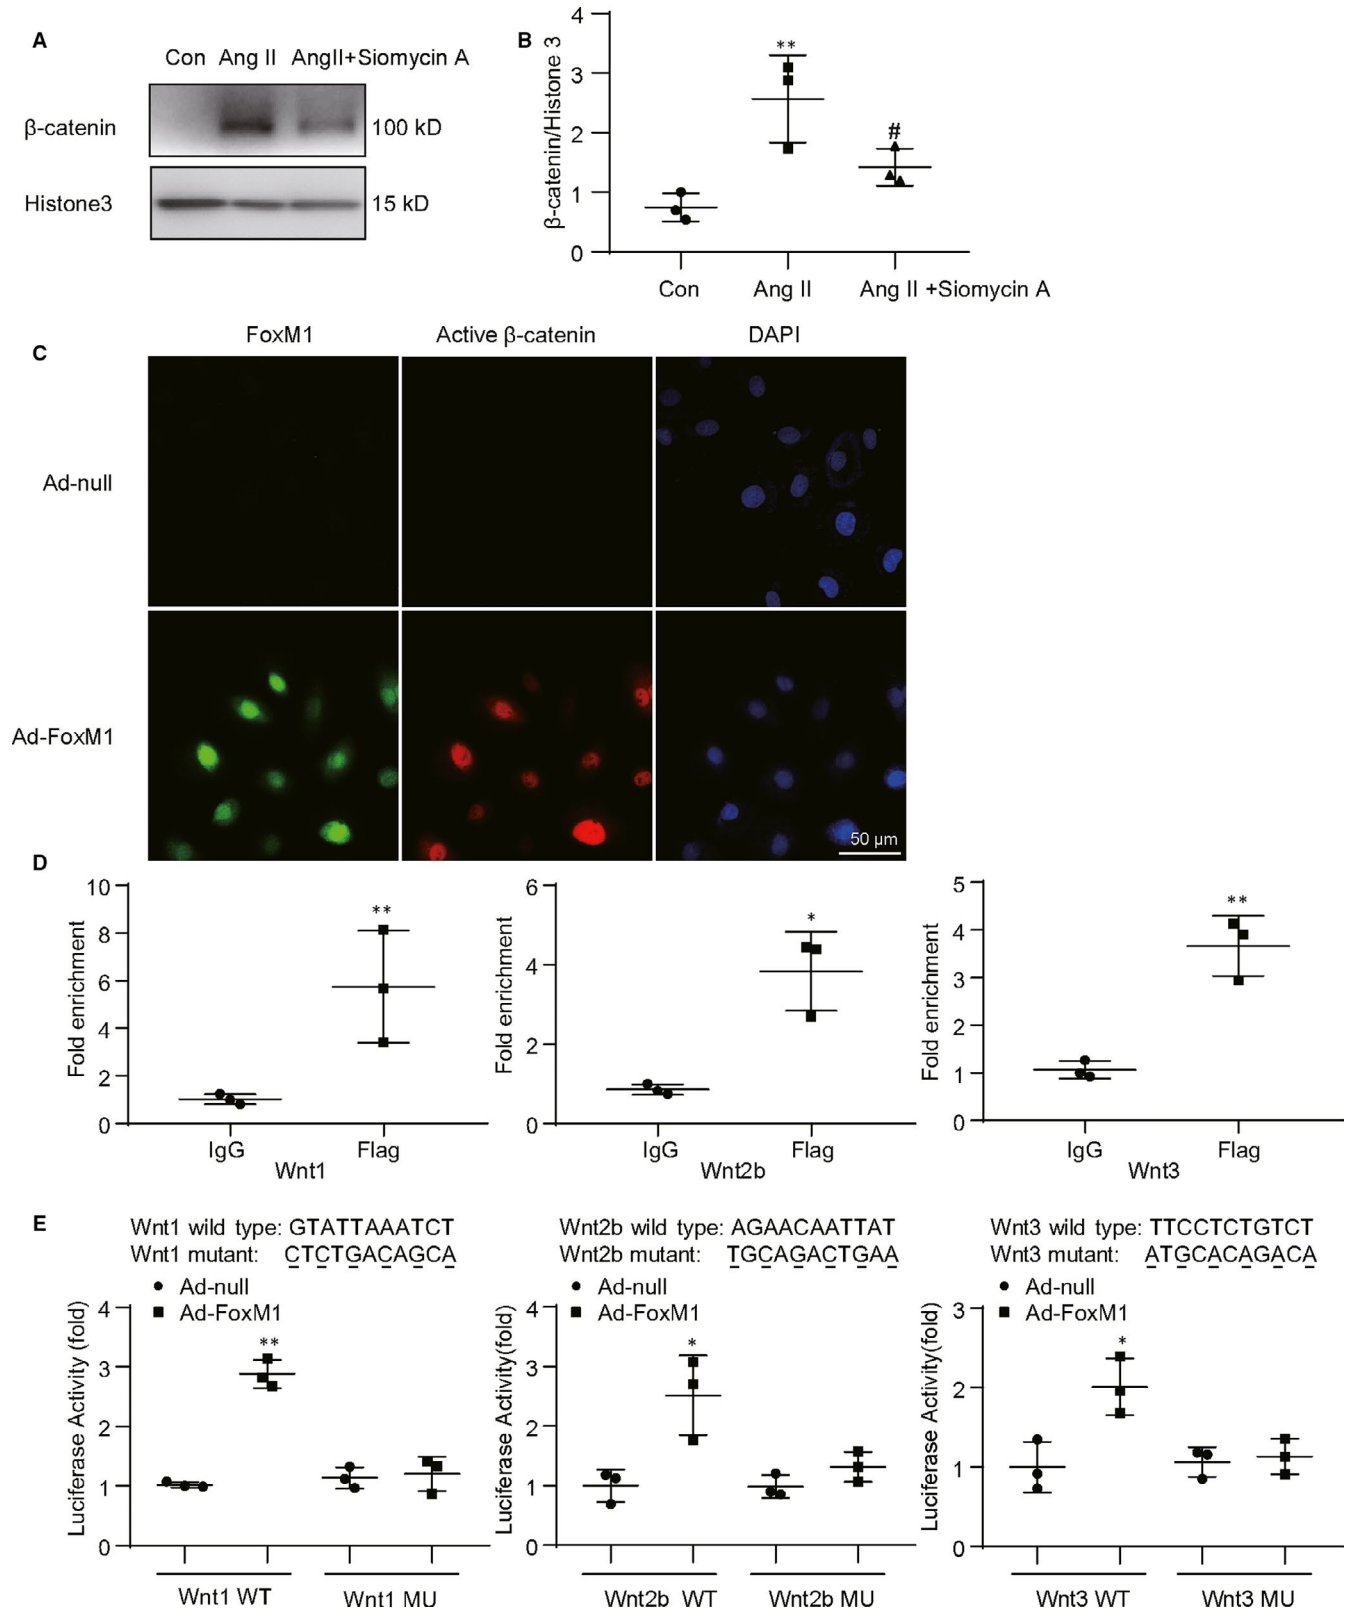 A
Con Ang II AngII+Siomycin A
β-catenin
100 kD
Histone3
15 kD
B
β-catenin/Histone 3
4
3
2
1
0
**
#
Con Ang II Ang II +Siomycin A
C
FoxM1 Active β-catenin DAPI
Ad-null
Ad-FoxM1
50 µm
D
Fold enrichment
10
8
6
4
2
0
**
IgG Flag
Wnt1
Fold enrichment
6
4
2
0
*
IgG Flag
Wnt2b
Fold enrichment
5
4
3
2
1
0
**
IgG Flag
Wnt3
E
Wnt1 wild type: GTATTAAATCT
Wnt1 mutant: CTCTGACAGCA
Ad-null
Ad-FoxM1
Luciferase Activity (fold)
4
3
2
1
0
**
Wnt1 WT Wnt1 MU
Wnt2b wild type: AGAACAATTAT
Wnt2b mutant: TGCAGACTGAA
Ad-null
Ad-FoxM1
Luciferase Activity(fold)
4
3
2
1
0
*
Wnt2b WT Wnt2b MU
Wnt3 wild type: TTCCTCTGTCT
Wnt3 mutant: ATGCACAGACA
Ad-null
Ad-FoxM1
Luciferase Activity(fold)
3
2
1
0
*
Wnt3 WT Wnt3 MU